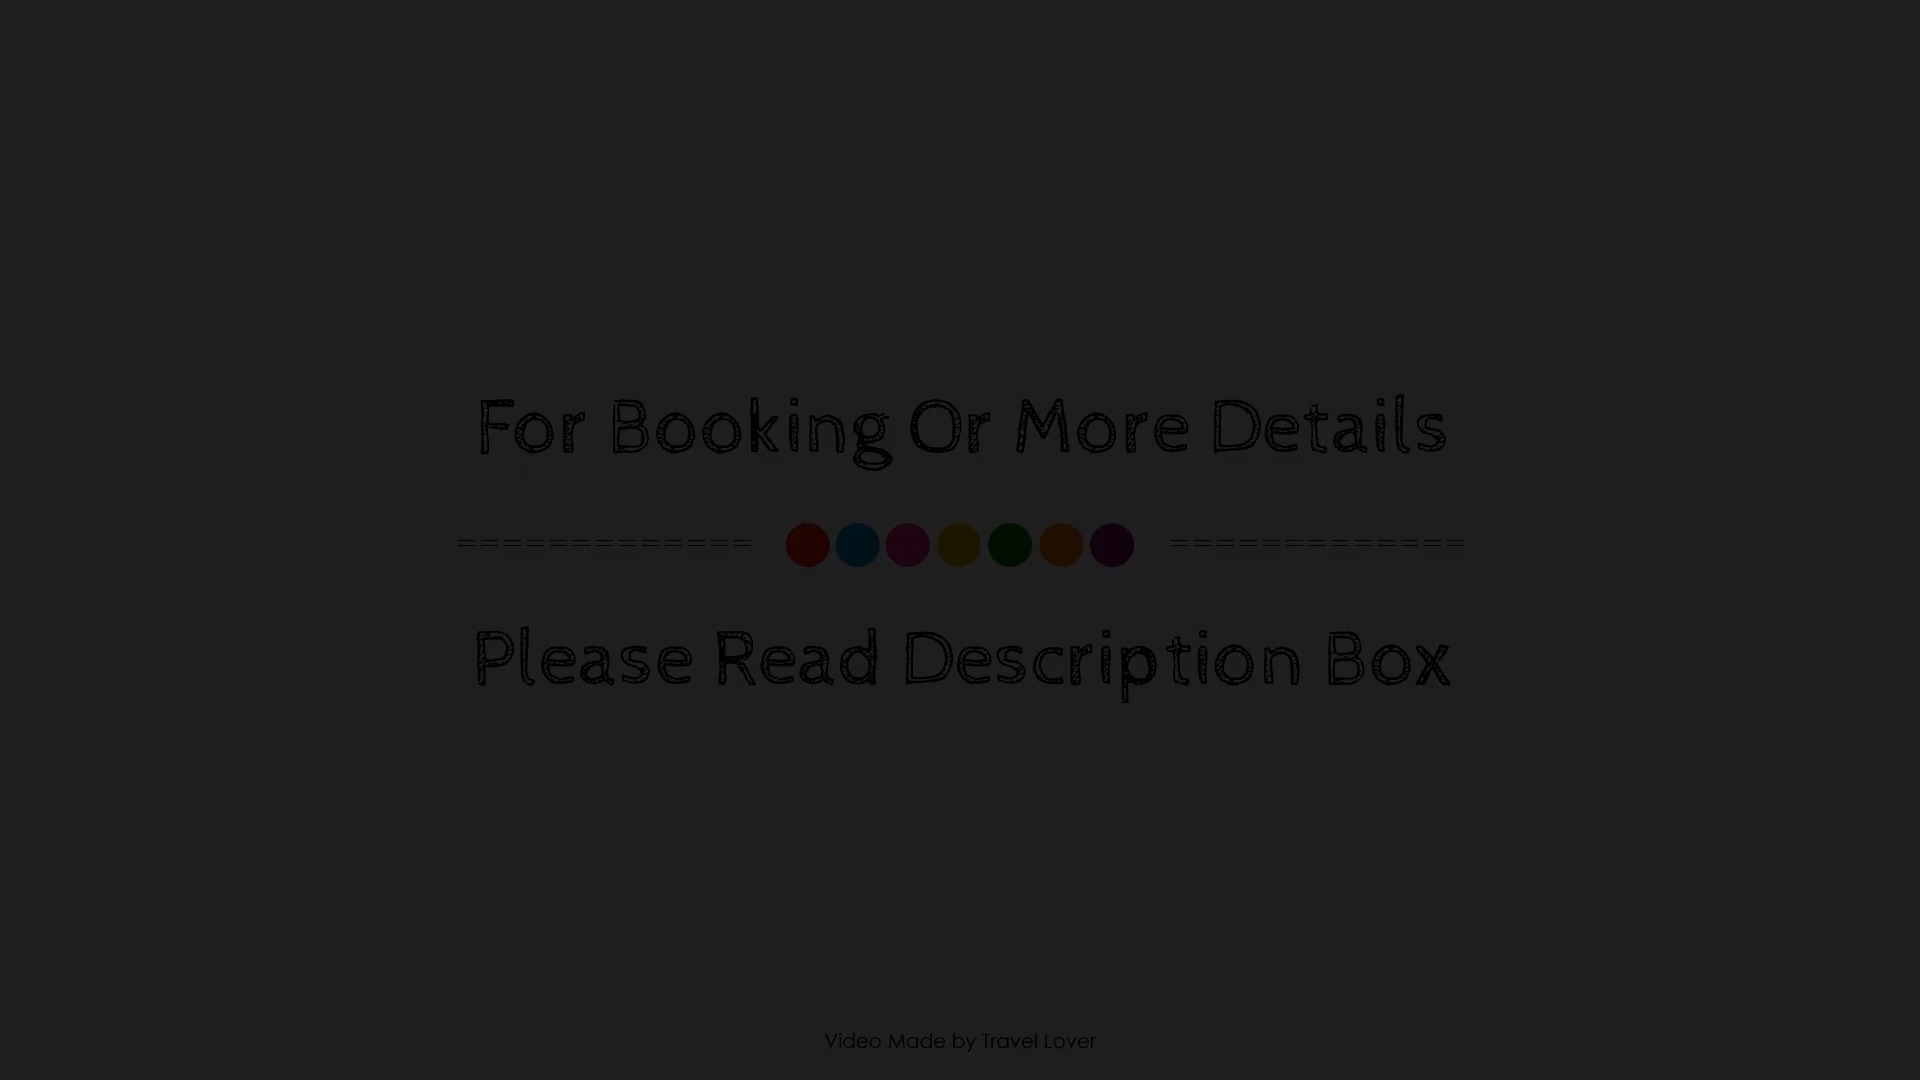 For Booking Or More Details
============= =============
Please Read Description Box
Video Made by Travel Lover